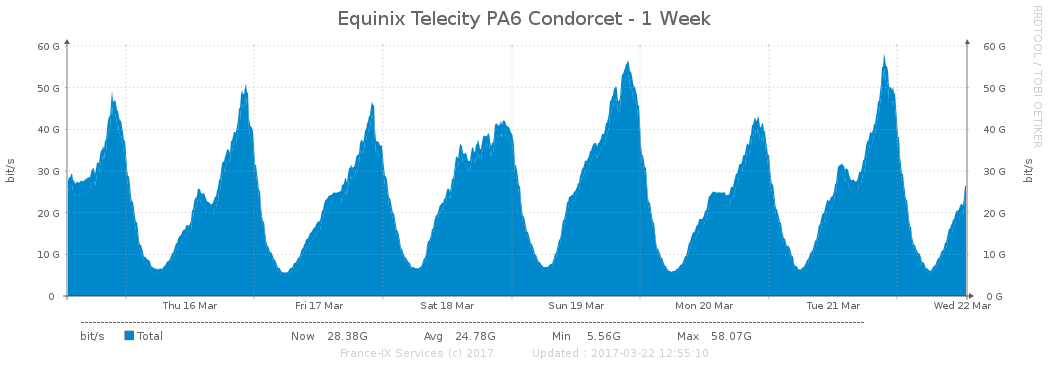 Equinix Telecity PA6 Condorcet - 1 Week
RRDTOOL / TOBI OETIKER
60 G 60 G
50 G 50 G
40 G 40 G
30 G 30 G
20 G 20 G
10 G 10 G
0 0 G
bit/s
bit/s
Thu 16 Mar Fri 17 Mar Sat 18 Mar Sun 19 Mar Mon 20 Mar Tue 21 Mar Wed 22 Mar
bit/s Total Now 28.38G Avg 24.78G Min 5.56G Max 58.07G
France-IX Services (c) 2017 Updated : 2017-03-22 12:55:10